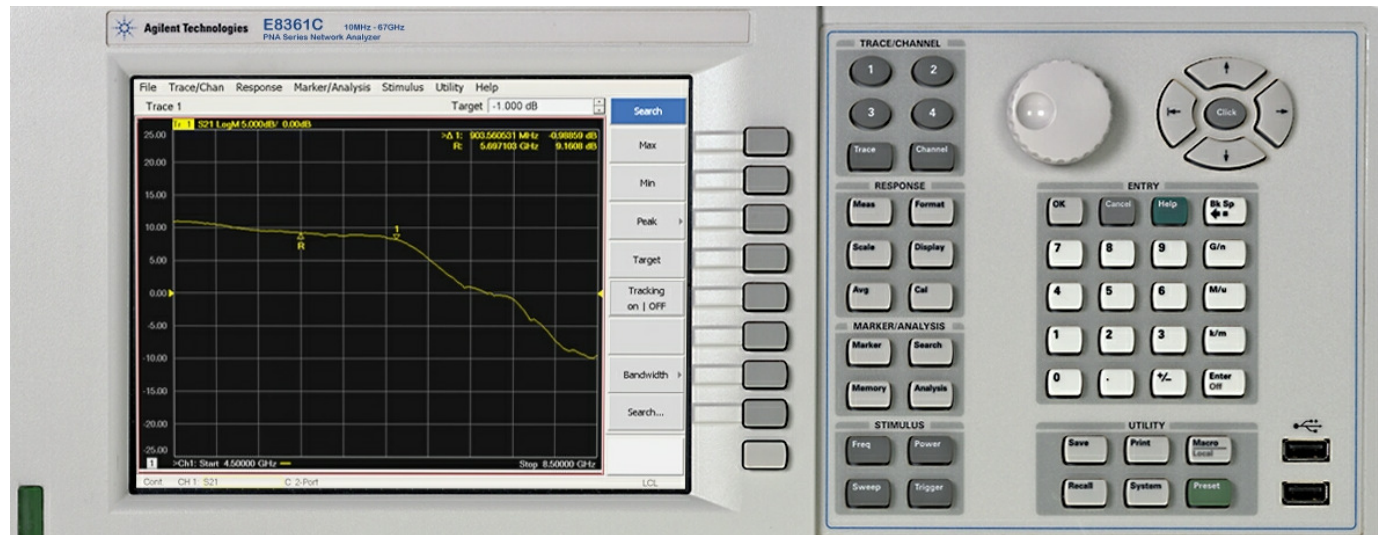 Agilent Technologies E8361C 10MHz - 67GHz
PNA Series Network Analyzer
File Trace/Chan Response Marker/Analysis Stimulus Utility Help
Trace 1 Target -1.000 dB
Tr 1 S21 LogM 5.000dB/ 0.00dB
>Δ 1: 903.560531 MHz -0.98859 dB
R: 5.697103 GHz 9.1608 dB
25.00
20.00
15.00
10.00
5.00
0.00
-5.00
-10.00
-15.00
-20.00
-25.00
R
1
1 >Ch1: Start 4.50000 GHz Stop 8.50000 GHz
Cont. CH 1: S21 C 2-Port LCL
Search
Max
Min
Peak
Target
Tracking
on | OFF
Bandwidth
Search...
TRACE/CHANNEL
1 2
3 4
Trace Channel
RESPONSE
Meas Format
Scale Display
Avg Cal
MARKER/ANALYSIS
Marker Search
Memory Analysis
STIMULUS
Freq Power
Sweep Trigger
Click
ENTRY
OK Cancel Help Bk Sp
7 8 9 G/n
4 5 6 M/u
1 2 3 k/m
0 . +/- Enter
Off
UTILITY
Save Print Macro
Local
Recall System Preset